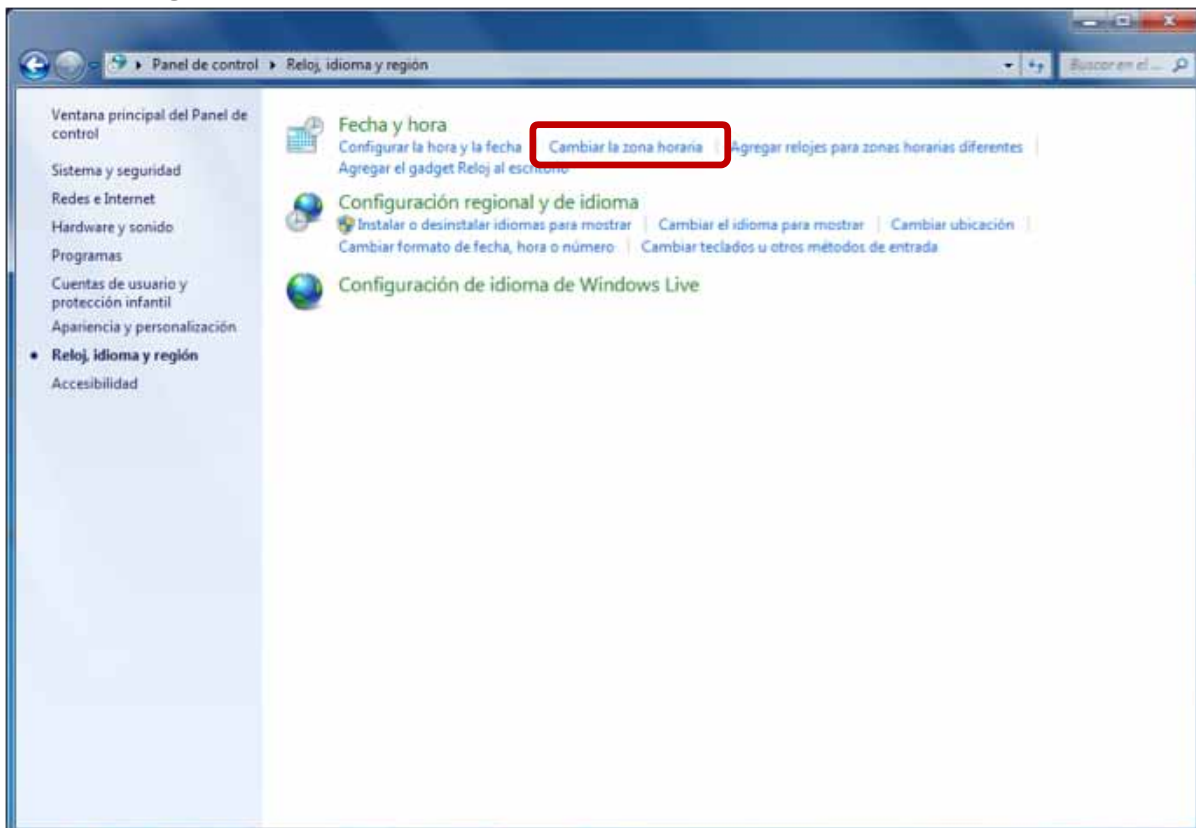 Panel de control
Reloj, idioma y región
Buscar en el ...
Ventana principal del Panel de
control
Sistema y seguridad
Redes e Internet
Hardware y sonido
Programas
Cuentas de usuario y
protección infantil
Apariencia y personalización
Reloj, idioma y región
Accesibilidad
Fecha y hora
Configurar la hora y la fecha | Cambiar la zona horaria | Agregar relojes para zonas horarias diferentes |
Agregar el gadget Reloj al escritorio
Configuración regional y de idioma
Instalar o desinstalar idiomas para mostrar | Cambiar el idioma para mostrar | Cambiar ubicación |
Cambiar formato de fecha, hora o número | Cambiar teclados u otros métodos de entrada
Configuración de idioma de Windows Live